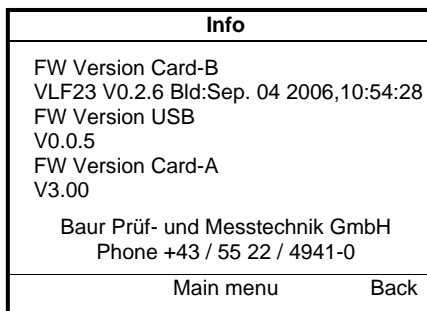 Info
FW Version Card-B
VLF23 V0.2.6 Bld:Sep. 04 2006,10:54:28
FW Version USB
V0.0.5
FW Version Card-A
V3.00
Baur Prüf- und Messtechnik GmbH
Phone +43 / 55 22 / 4941-0
Main menu Back